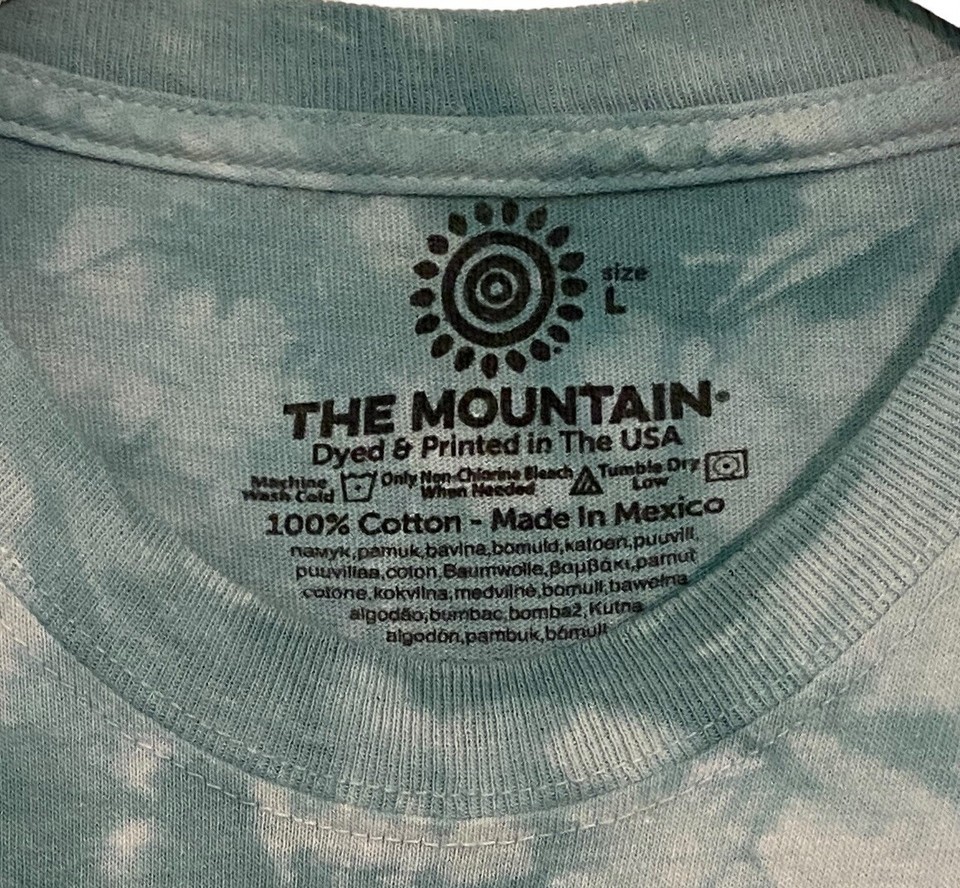 size
L
THE MOUNTAIN®
Dyed & Printed in The USA
Machine Wash Cold Only Non-Chlorine Bleach When Needed Tumble Dry Low
100% Cotton - Made In Mexico
памук,pamuk,bavlna,bomuld,katoen,puuvill,
puuvillaa,coton,Baumwolle,βαμβάκι,pamut
cotone,kokvilna,medvilnė,bomull,bawełna
algodão,bumbac,bombaž,Kutna
algodón,pambuk,bómull